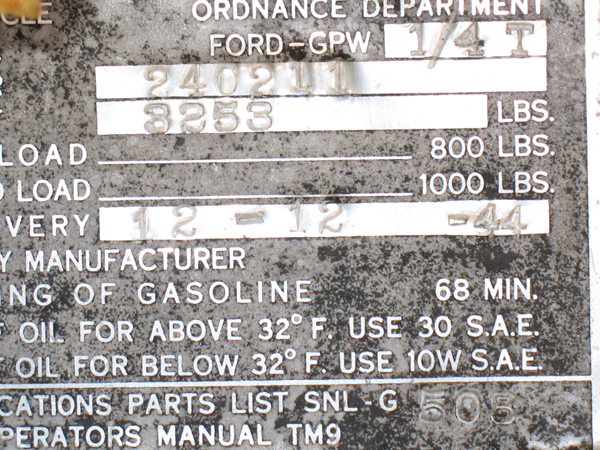 CLE ORDNANCE DEPARTMENT
FORD-GPW 1/4 T
R 240211
3253 LBS.
LOAD 800 LBS.
D LOAD 1000 LBS.
VERY 12 - 12 - 44
Y MANUFACTURER
ING OF GASOLINE 68 MIN.
F OIL FOR ABOVE 32° F. USE 30 S.A.E.
F OIL FOR BELOW 32° F. USE 10W S.A.E.
CATIONS PARTS LIST SNL-G
PERATORS MANUAL TM9